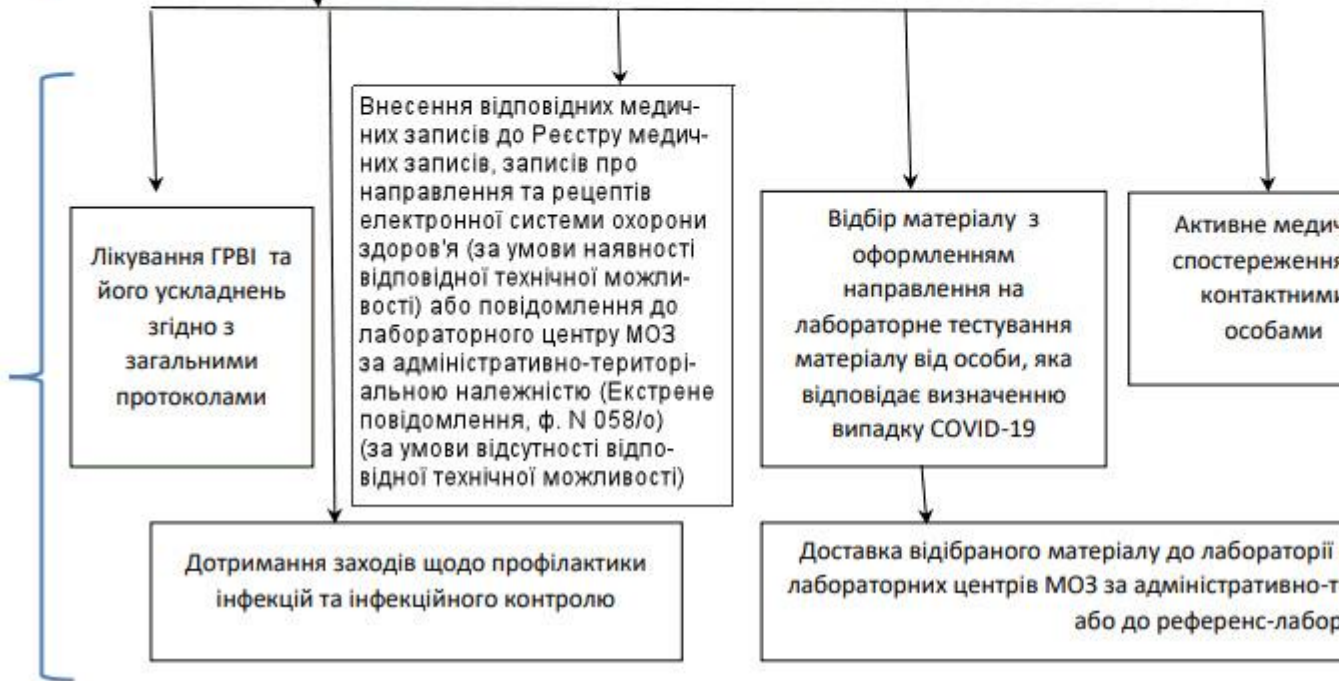 Лікування ГРВІ та
його ускладнень
згідно з
загальними
протоколами
Внесення відповідних медич-
них записів до Реєстру медич-
них записів, записів про
направлення та рецептів
електронної системи охорони
здоров'я (за умови наявності
відповідної технічної можли-
вості) або повідомлення до
лабораторного центру МОЗ
за адміністративно-територі-
альною належністю (Екстрене
повідомлення, ф. N 058/о)
(за умови відсутності відпо-
відної технічної можливості)
Відбір матеріалу з
оформленням
направлення на
лабораторне тестування
матеріалу від особи, яка
відповідає визначенню
випадку COVID-19
Активне медич
спостереження
контактними
особами
Дотримання заходів щодо профілактики
інфекцій та інфекційного контролю
Доставка відібраного матеріалу до лабораторії
лабораторних центрів МОЗ за адміністративно-т
або до референс-лабор